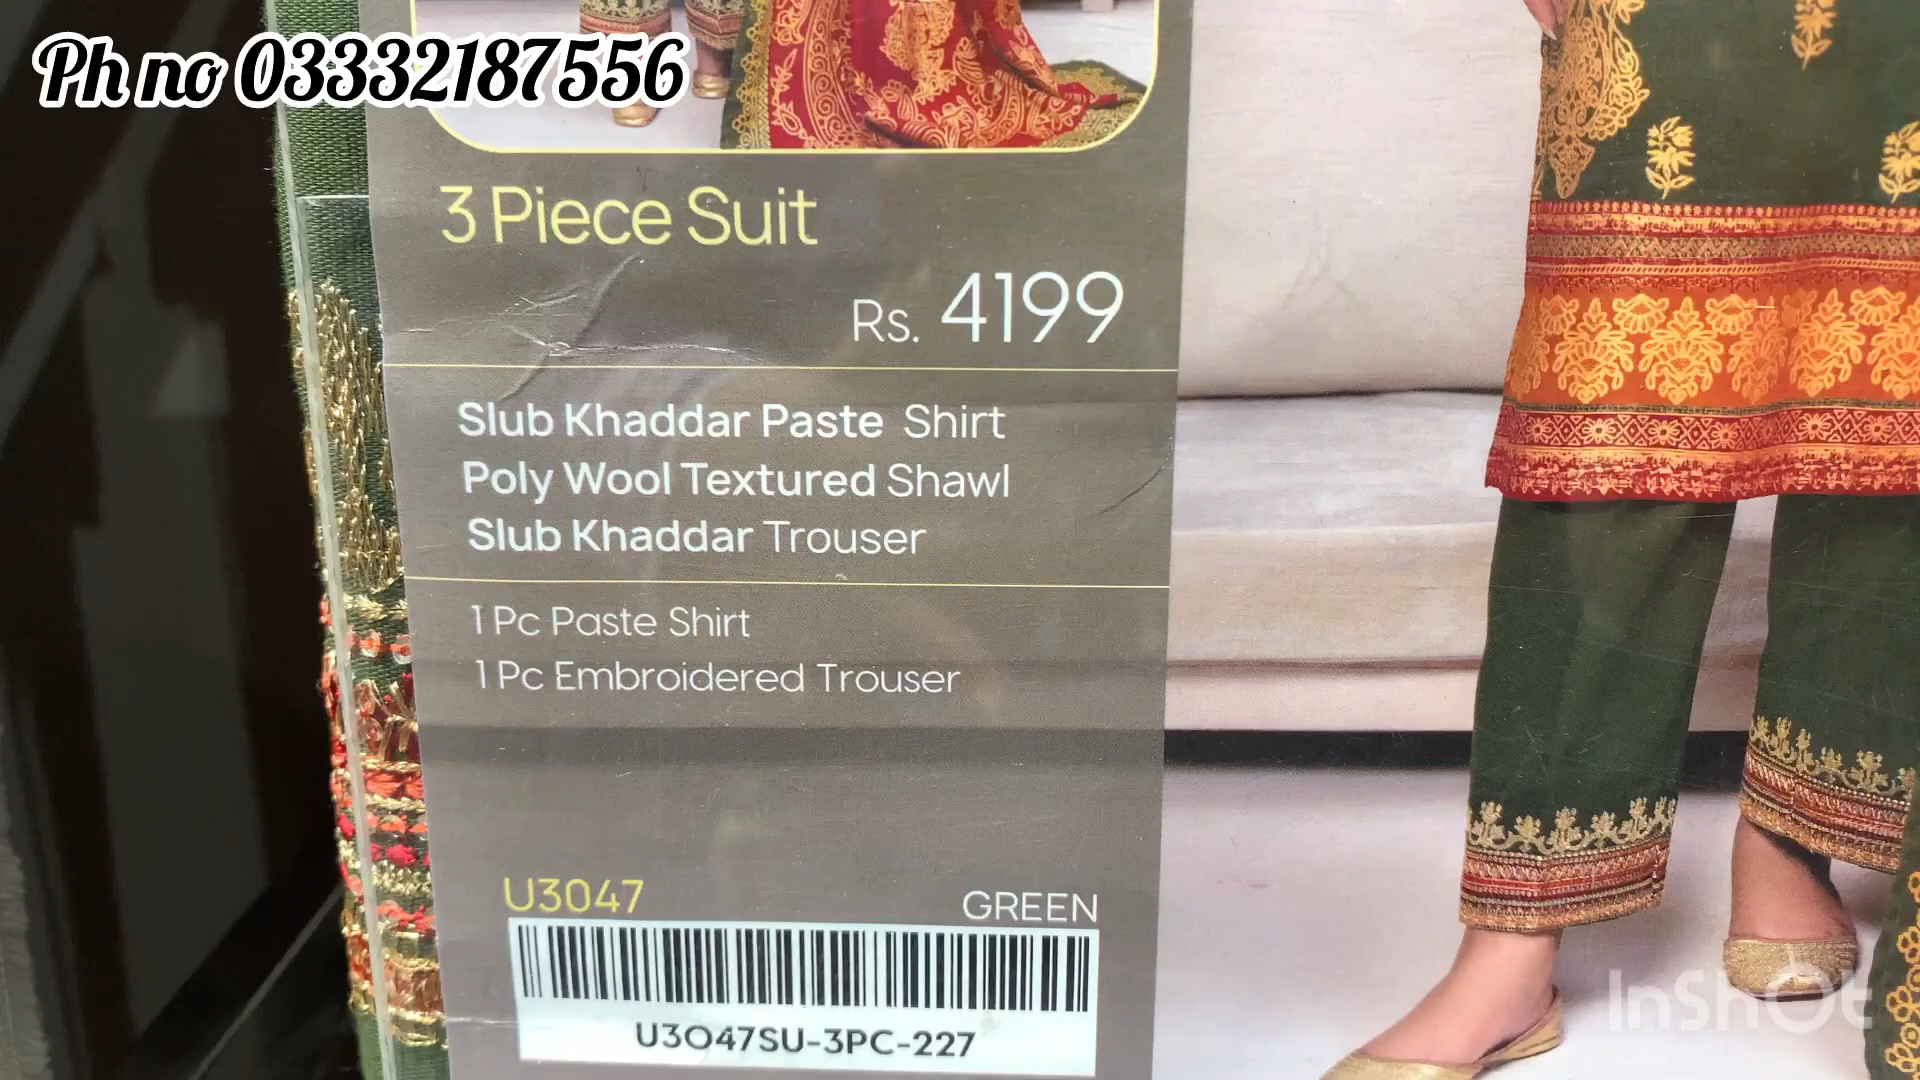 Ph no 03332187556
3 Piece Suit
Rs. 4199
Slub Khaddar Paste Shirt
Poly Wool Textured Shawl
Slub Khaddar Trouser
1 Pc Paste Shirt
1 Pc Embroidered Trouser
U3047 GREEN
U3047SU-3PC-227
InShOt